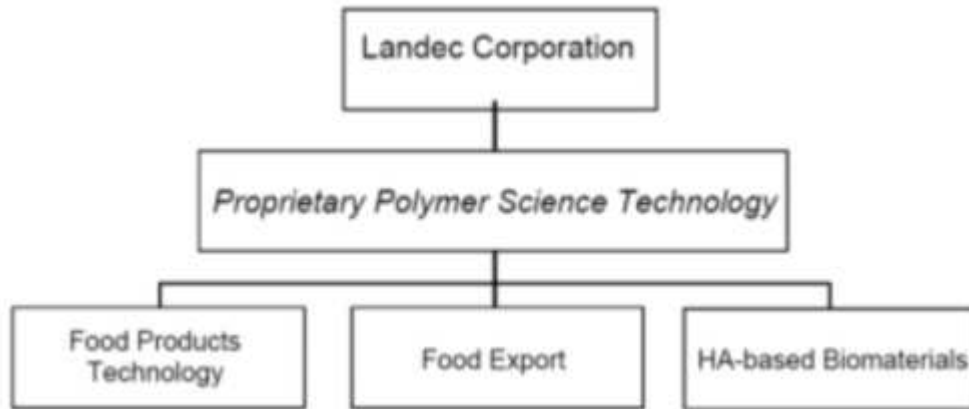 Landec Corporation
Proprietary Polymer Science Technology
Food Products
Technology
Food Export
HA-based Biomaterials